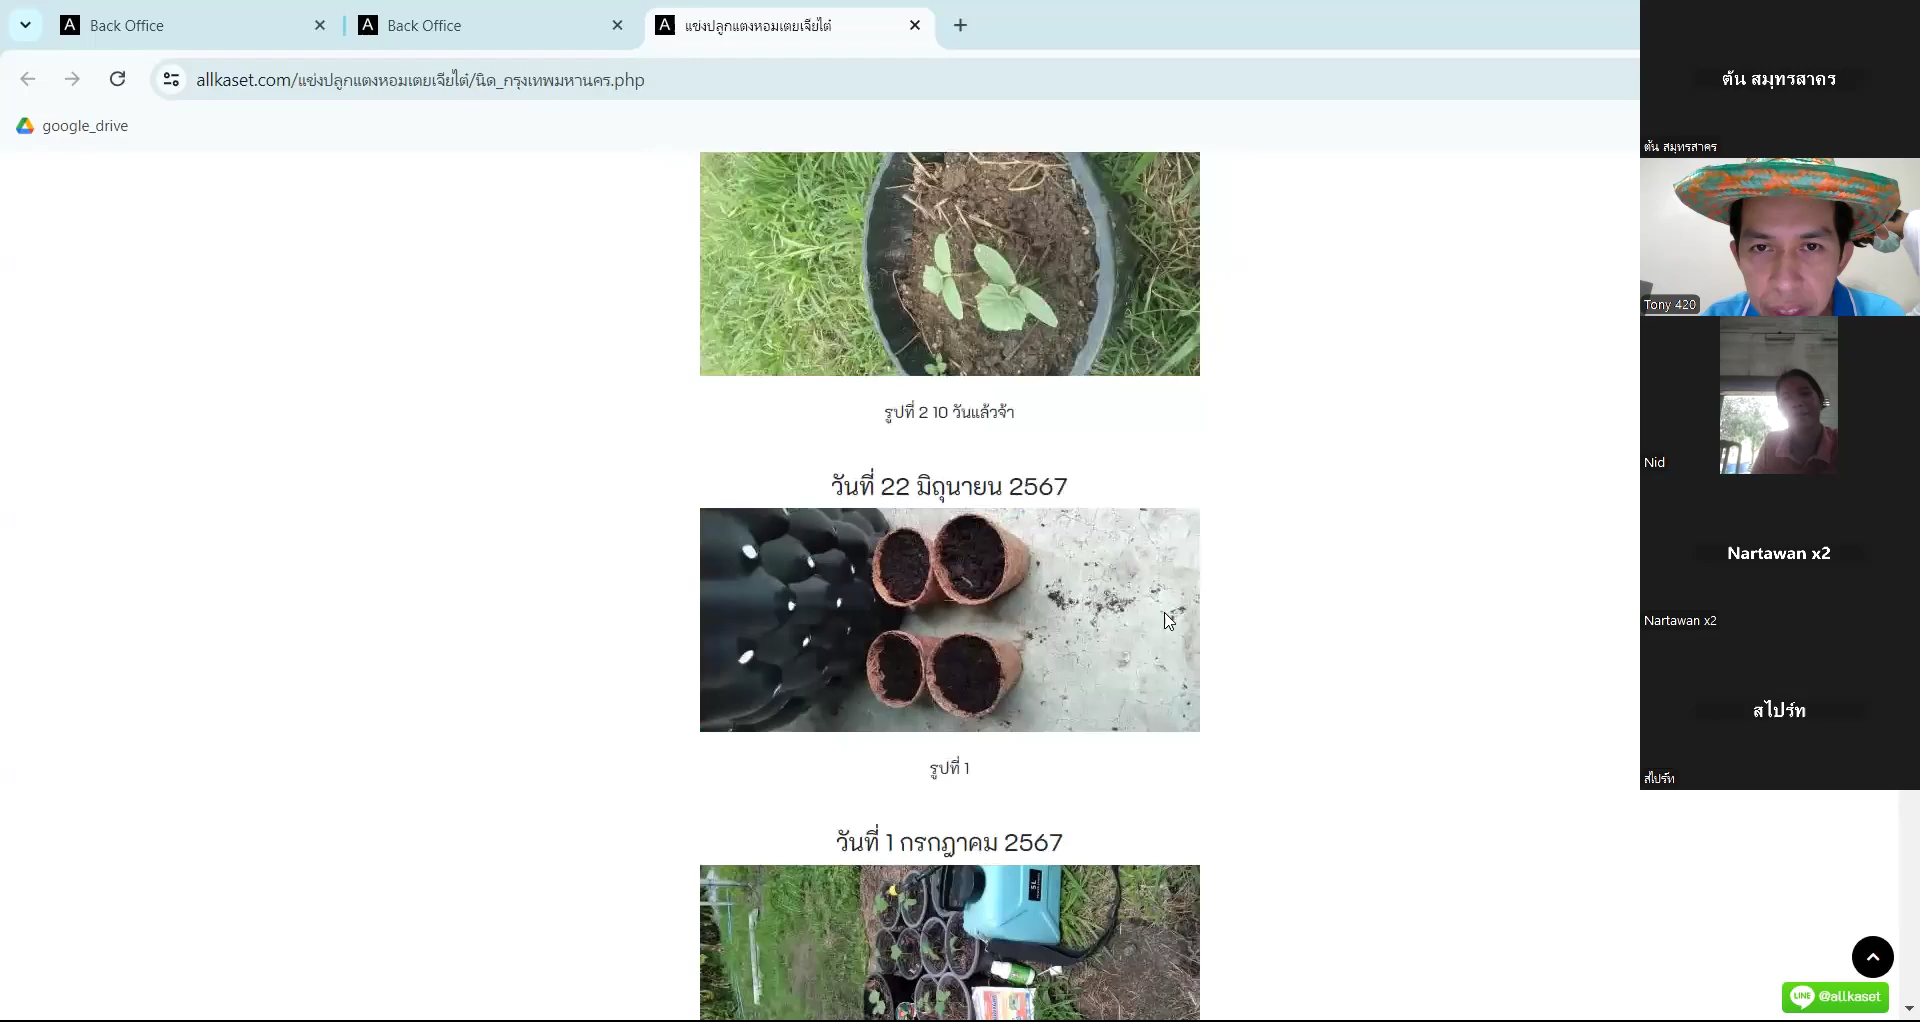 Back Office
Back Office
แข่งปลูกแตงหอมเตยเจียไต๋
allkaset.com/แข่งปลูกแตงหอมเตยเจียไต๋/นิด_กรุงเทพมหานคร.php
google_drive
รูปที่ 2 10 วันแล้วจ้า
วันที่ 22 มิถุนายน 2567
รูปที่ 1
วันที่ 1 กรกฎาคม 2567
5L
ต้น สมุทรสาคร
ต้น สมุทรสาคร
Tony 420
Nid
Nartawan x2
Nartawan x2
สไปร์ท
สไปร์ท
LINE @allkaset